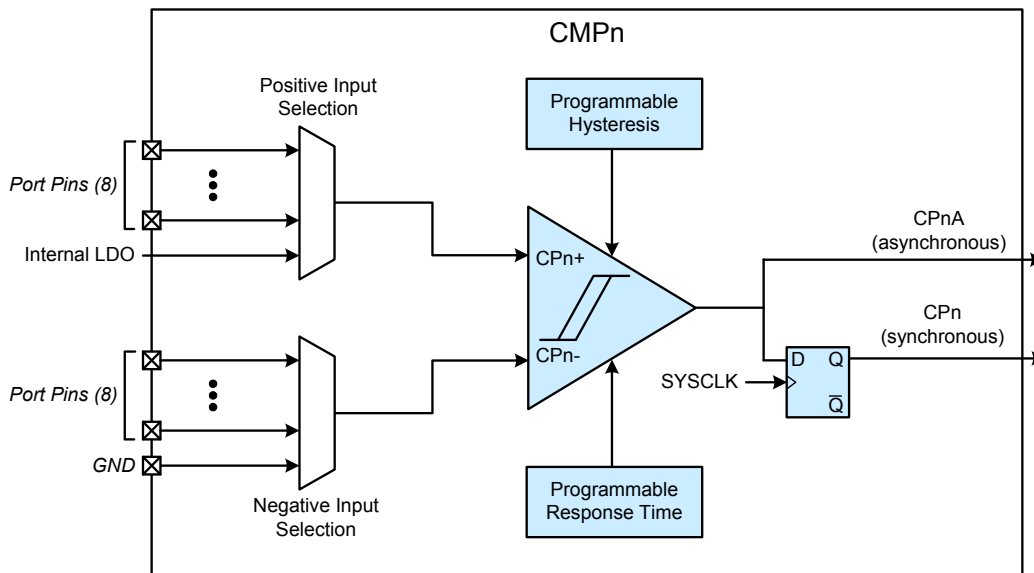 CMPn
Positive Input
Selection
Programmable
Hysteresis
Port Pins (8)
Internal LDO
CPn+
CPnA
(asynchronous)
CPn
(synchronous)
Port Pins (8)
CPn-
D Q
SYSCLK
Q̅
GND
Negative Input
Selection
Programmable
Response Time